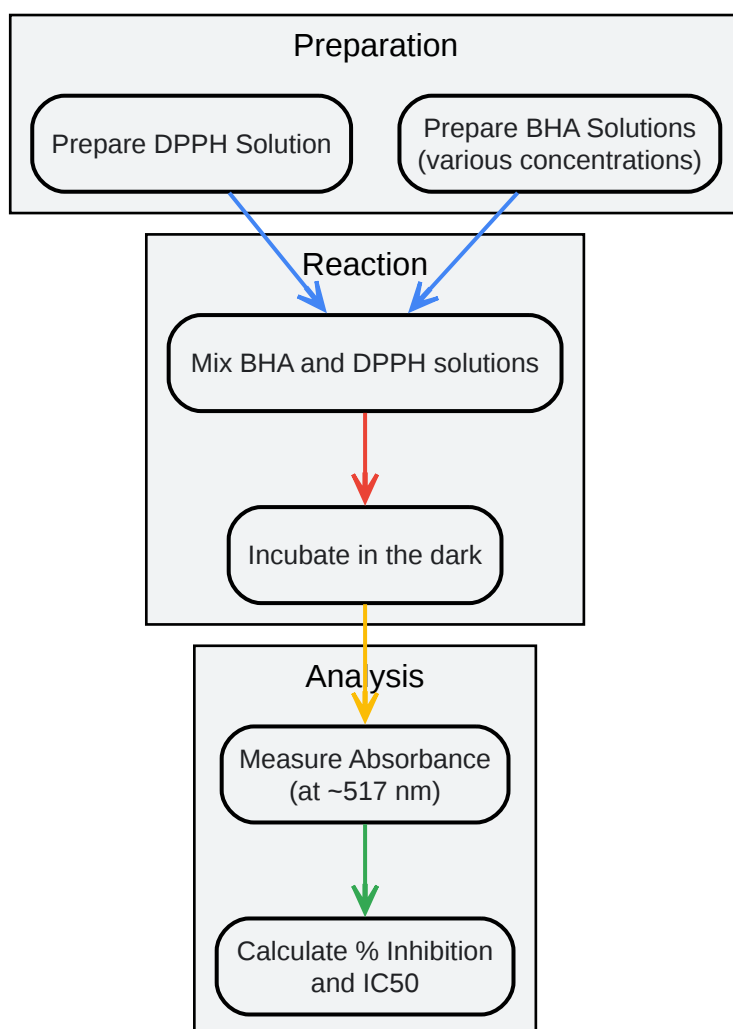 Preparation
Prepare DPPH Solution
Prepare BHA Solutions
(various concentrations)
Reaction
Mix BHA and DPPH solutions
Incubate in the dark
Analysis
Measure Absorbance
(at ~517 nm)
Calculate % Inhibition
and IC50